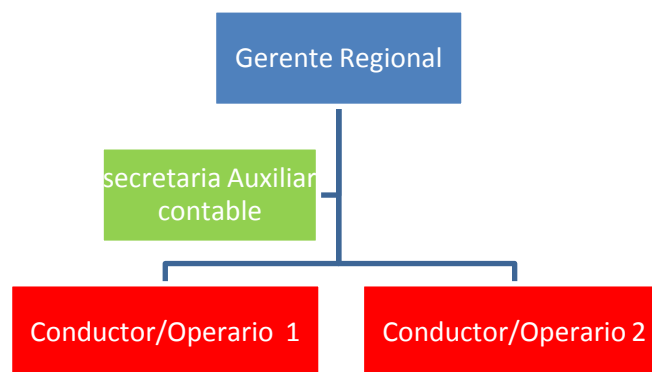 Gerente Regional
secretaria Auxiliar
contable
Conductor/Operario 1
Conductor/Operario 2